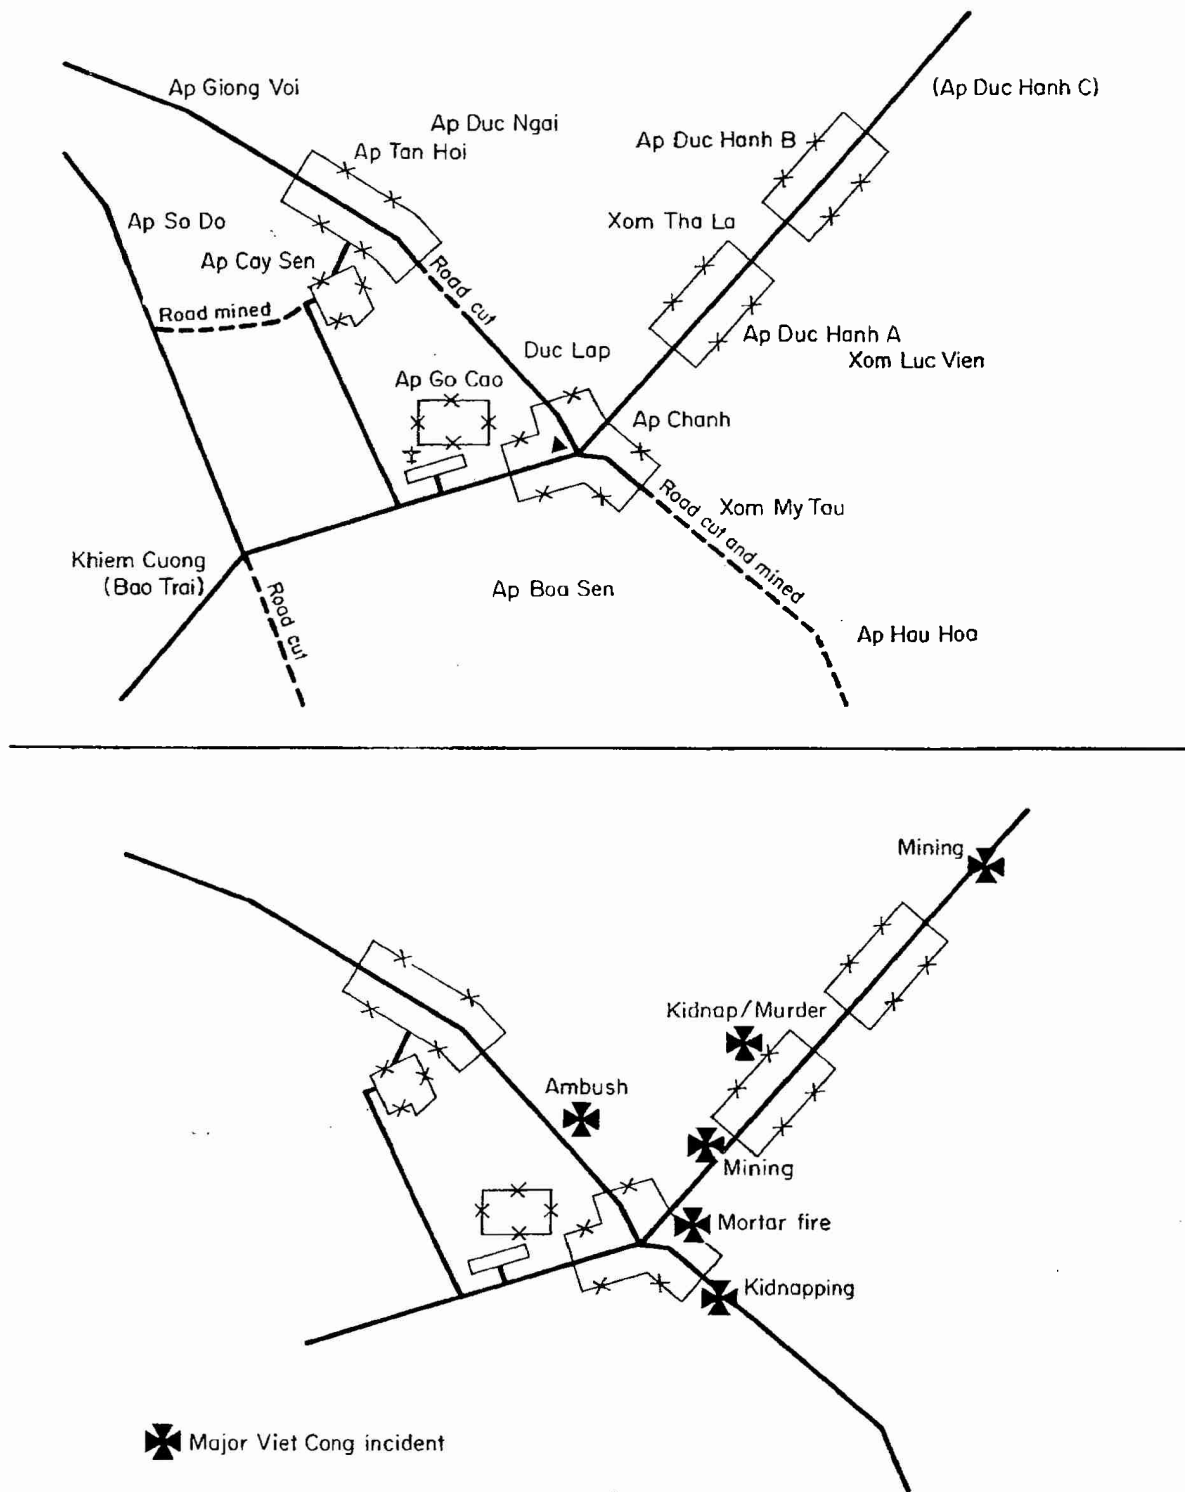 Ap Giong Voi
(Ap Duc Hanh C)
Ap Duc Ngai
Ap Duc Hanh B
Ap Tan Hoi
Ap So Do
Xom Tha La
Ap Cay Sen
Road cut
Road mined
Ap Duc Hanh A
Duc Lap
Xom Luc Vien
Ap Go Cao
Ap Chanh
Xom My Tau
Road cut and mined
Khiem Cuong
(Bao Trai)
Road cut
Ap Baa Sen
Ap Hau Hoa
Mining
Kidnap/Murder
Ambush
Mining
Mortar fire
Kidnapping
Major Viet Cong incident